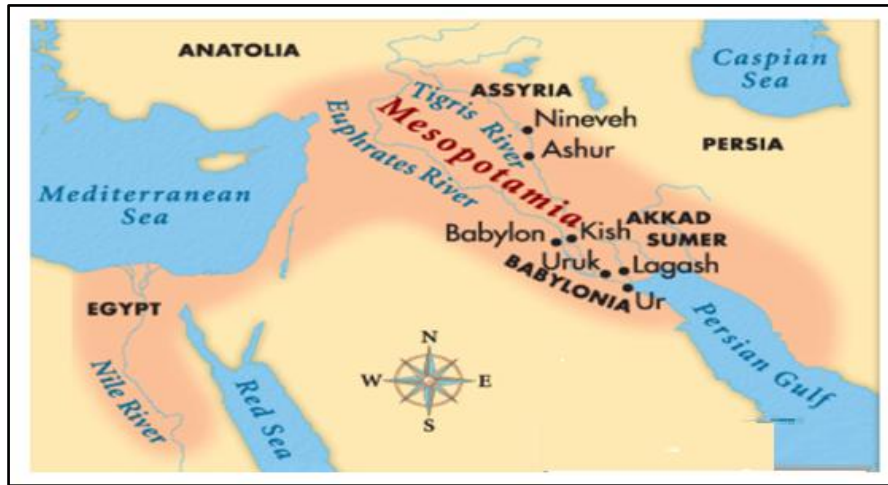 ANATOLIA
Caspian
Sea
ASSYRIA
Tigris River
Nineveh
Mesopotamia
Euphrates River
Ashur
PERSIA
Mediterranean
Sea
AKKAD
Babylon
Kish
SUMER
Uruk
Lagash
BABYLONIA
Ur
EGYPT
Persian Gulf
Nile River
Red Sea
N
W
E
S